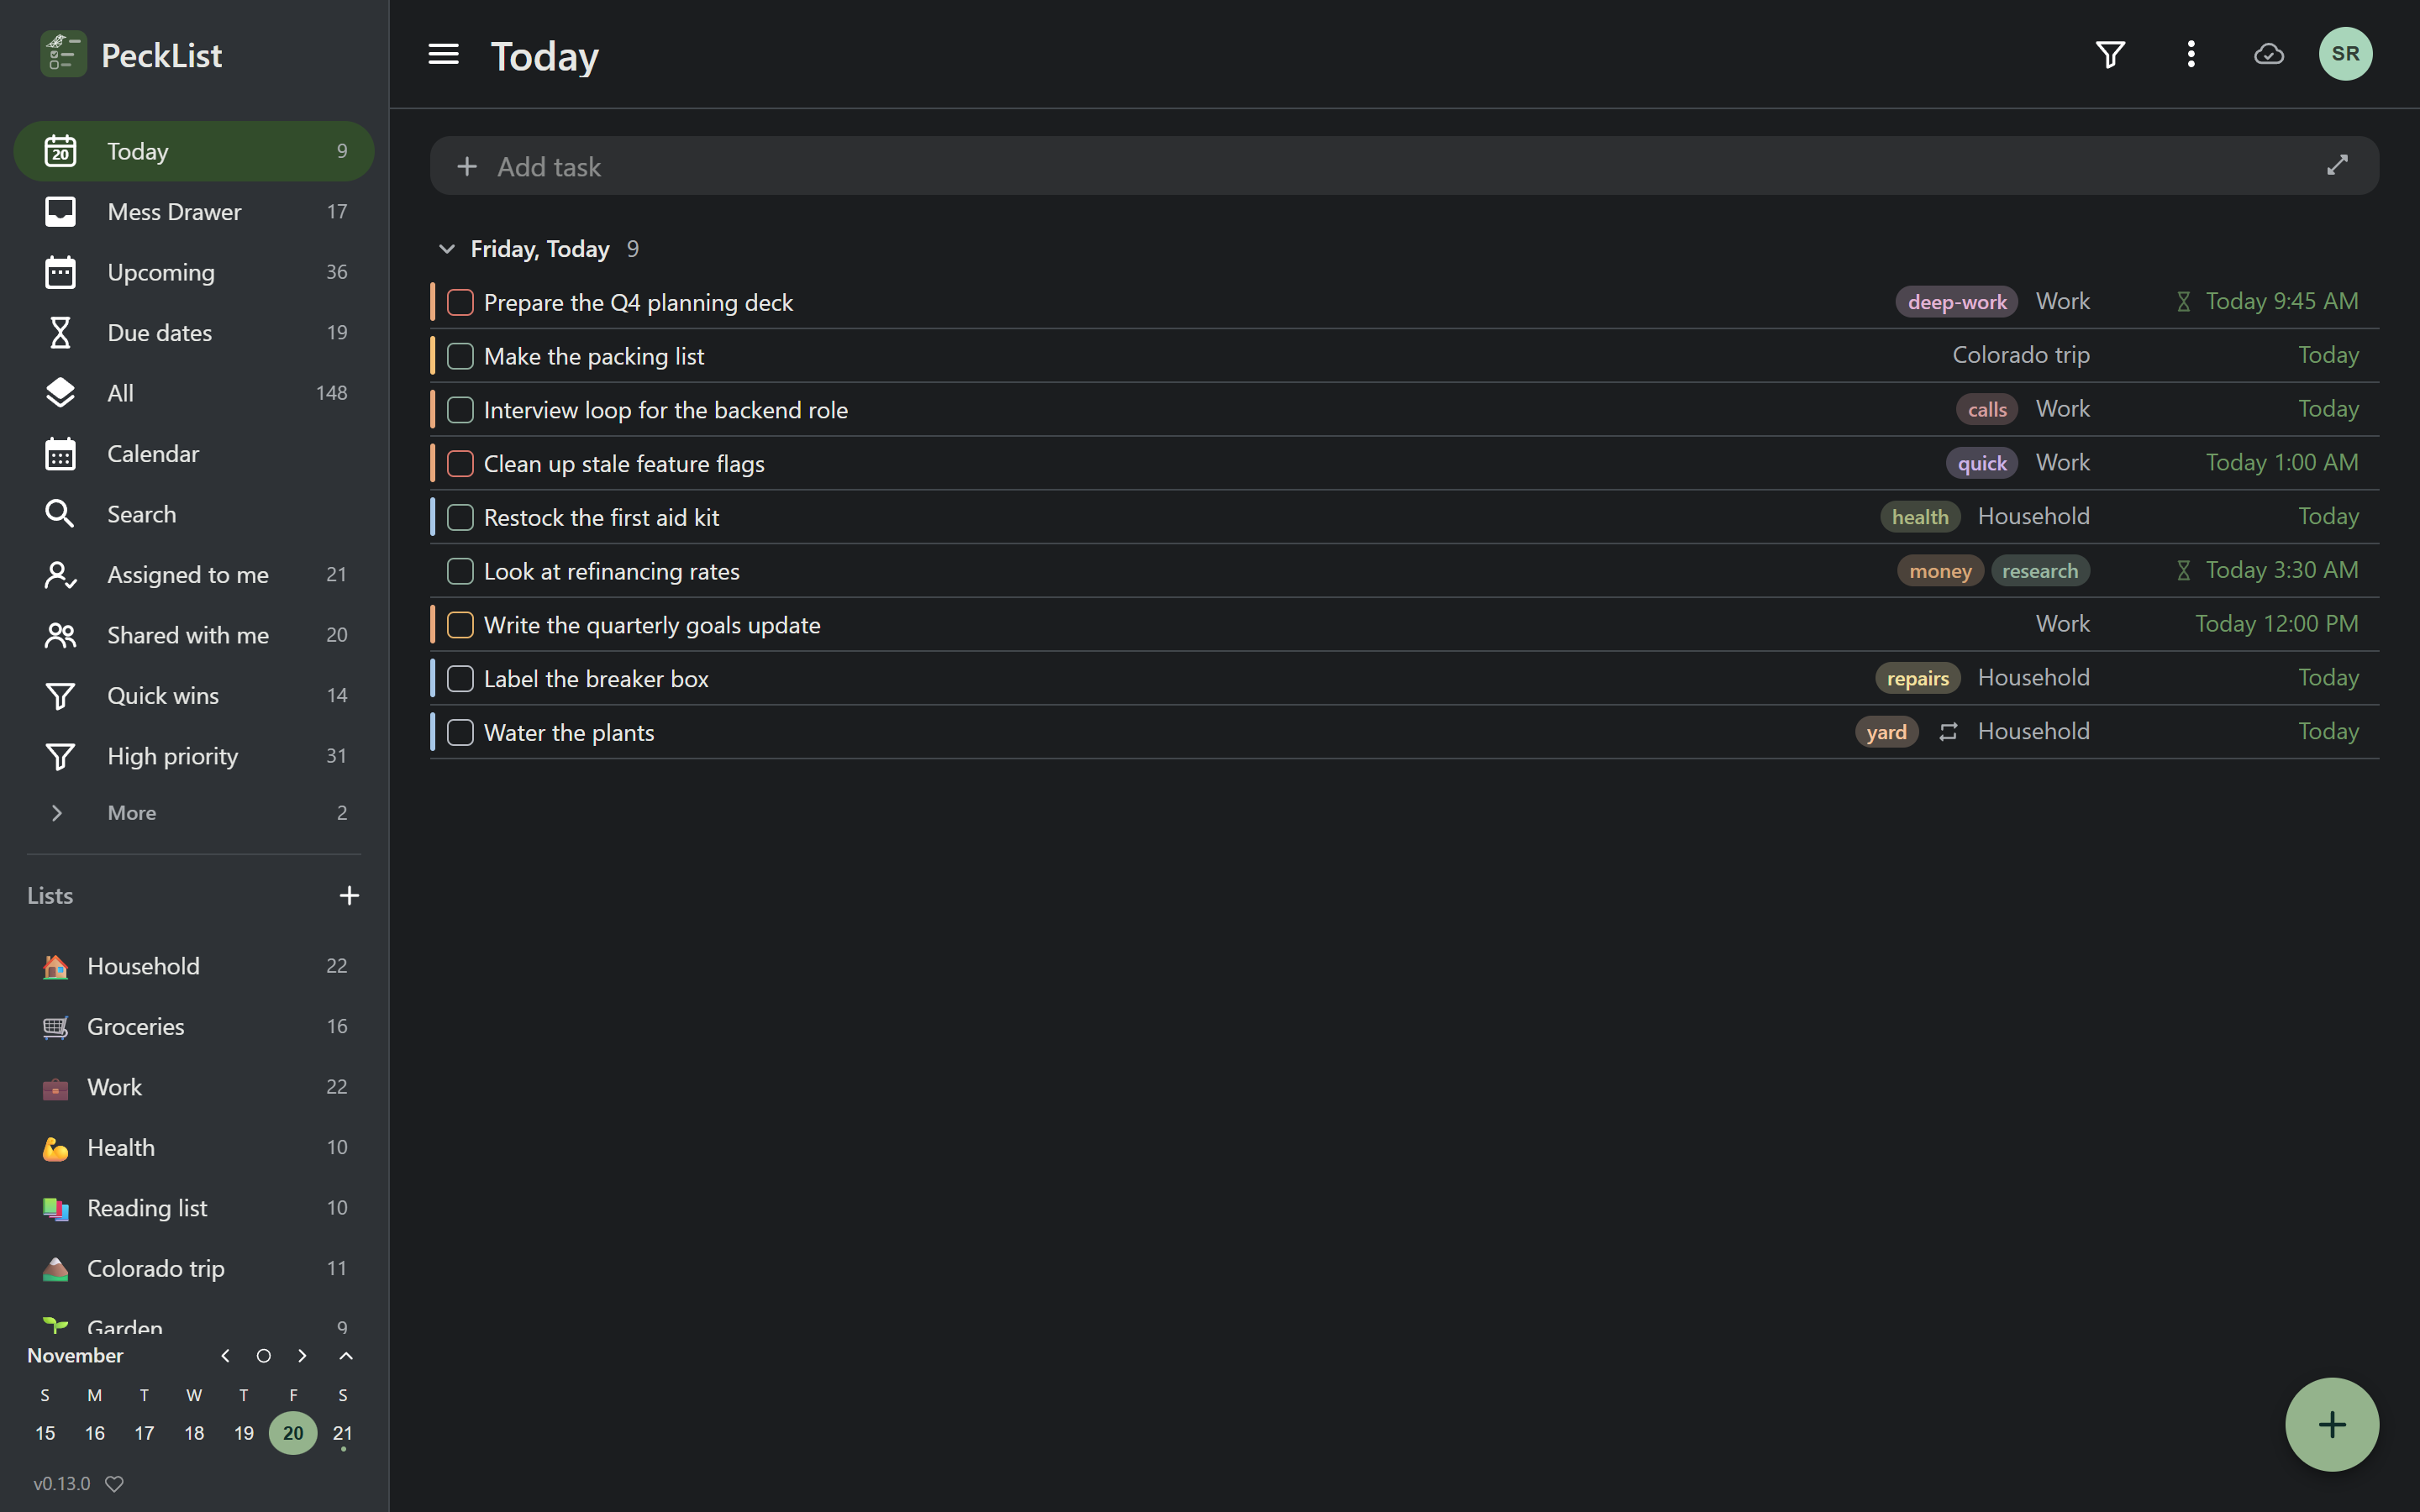 PeckList
Today 9
Mess Drawer 17
Upcoming 36
Due dates 19
All 148
Calendar
Search
Assigned to me 21
Shared with me 20
Quick wins 14
High priority 31
More 2
Lists
Household 22
Groceries 16
Work 22
Health 10
Reading list 10
Colorado trip 11
Garden 9
November
S M T W T F S
15 16 17 18 19 20 21
v0.13.0
Today
SR
Add task
Friday, Today 9
Prepare the Q4 planning deck deep-work Work Today 9:45 AM
Make the packing list Colorado trip Today
Interview loop for the backend role calls Work Today
Clean up stale feature flags quick Work Today 1:00 AM
Restock the first aid kit health Household Today
Look at refinancing rates money research Today 3:30 AM
Write the quarterly goals update Work Today 12:00 PM
Label the breaker box repairs Household Today
Water the plants yard Household Today